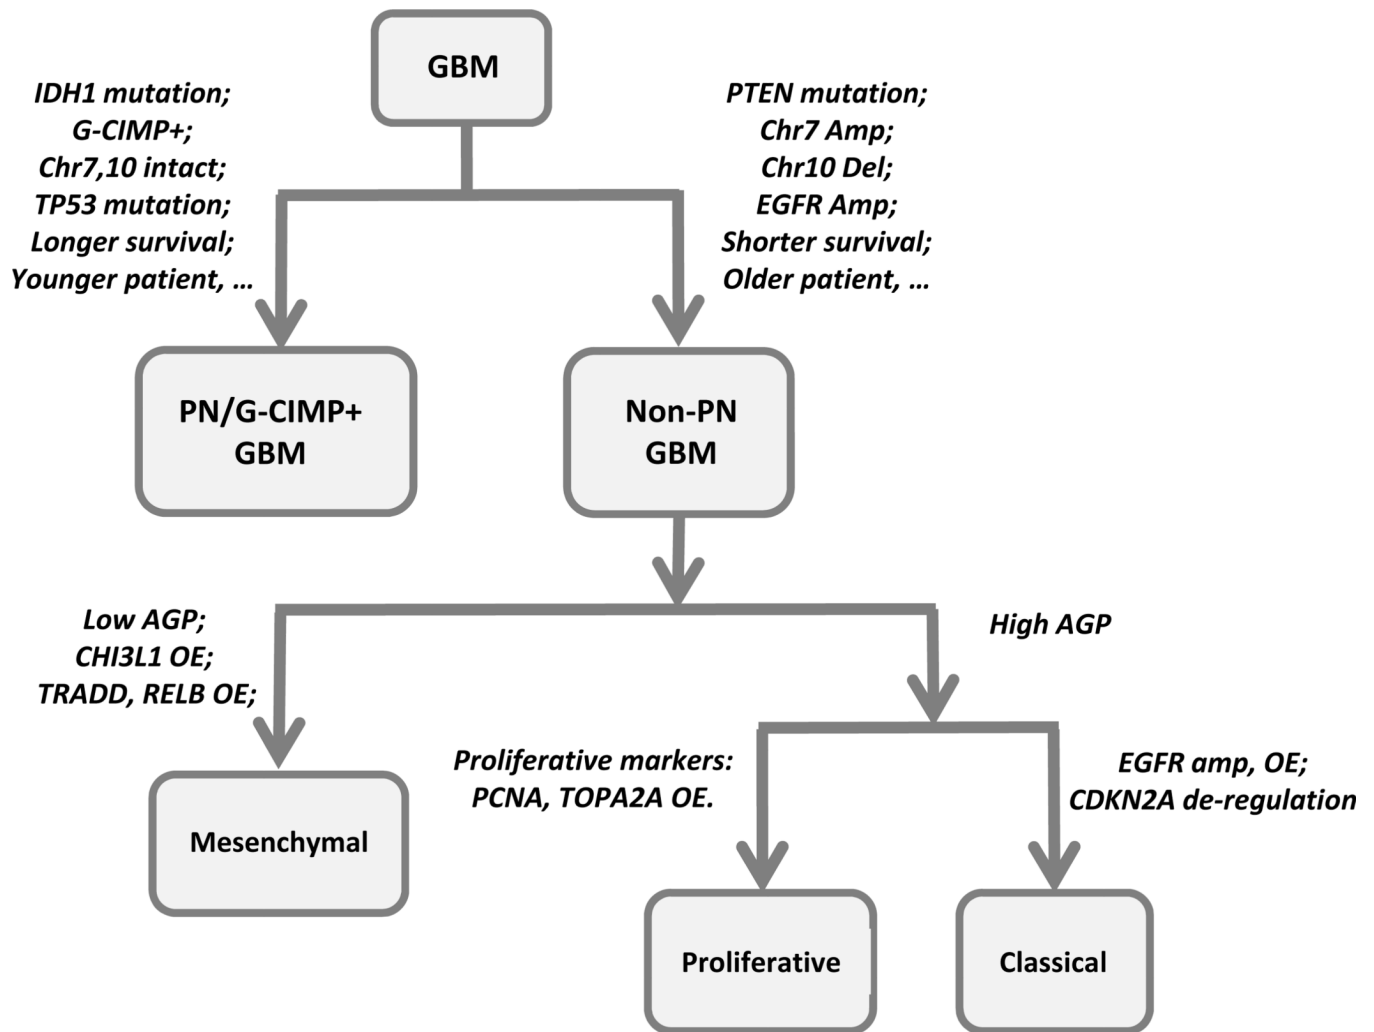 GBM
IDH1 mutation;
G-CIMP+;
Chr7,10 intact;
TP53 mutation;
Longer survival;
Younger patient, ...
PTEN mutation;
Chr7 Amp;
Chr10 Del;
EGFR Amp;
Shorter survival;
Older patient, ...
PN/G-CIMP+
GBM
Non-PN
GBM
Low AGP;
CHI3L1 OE;
TRADD, RELB OE;
High AGP
Mesenchymal
Proliferative markers:
PCNA, TOPA2A OE.
EGFR amp, OE;
CDKN2A de-regulation
Proliferative
Classical